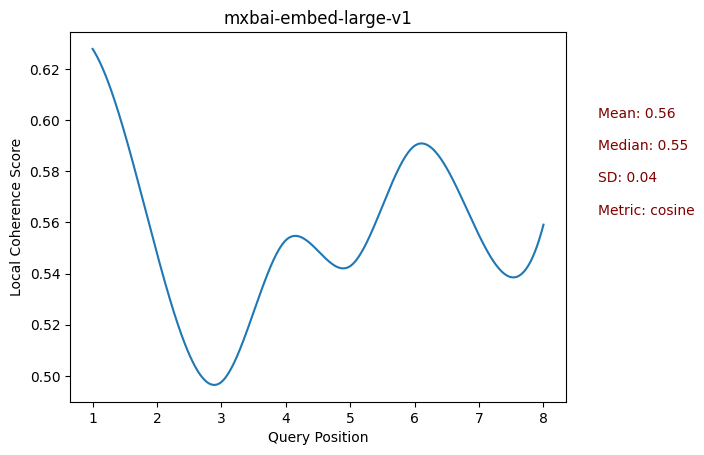 mxbai-embed-large-v1
Local Coherence Score
0.62
0.60
0.58
0.56
0.54
0.52
0.50
1 2 3 4 5 6 7 8
Query Position
Mean: 0.56
Median: 0.55
SD: 0.04
Metric: cosine